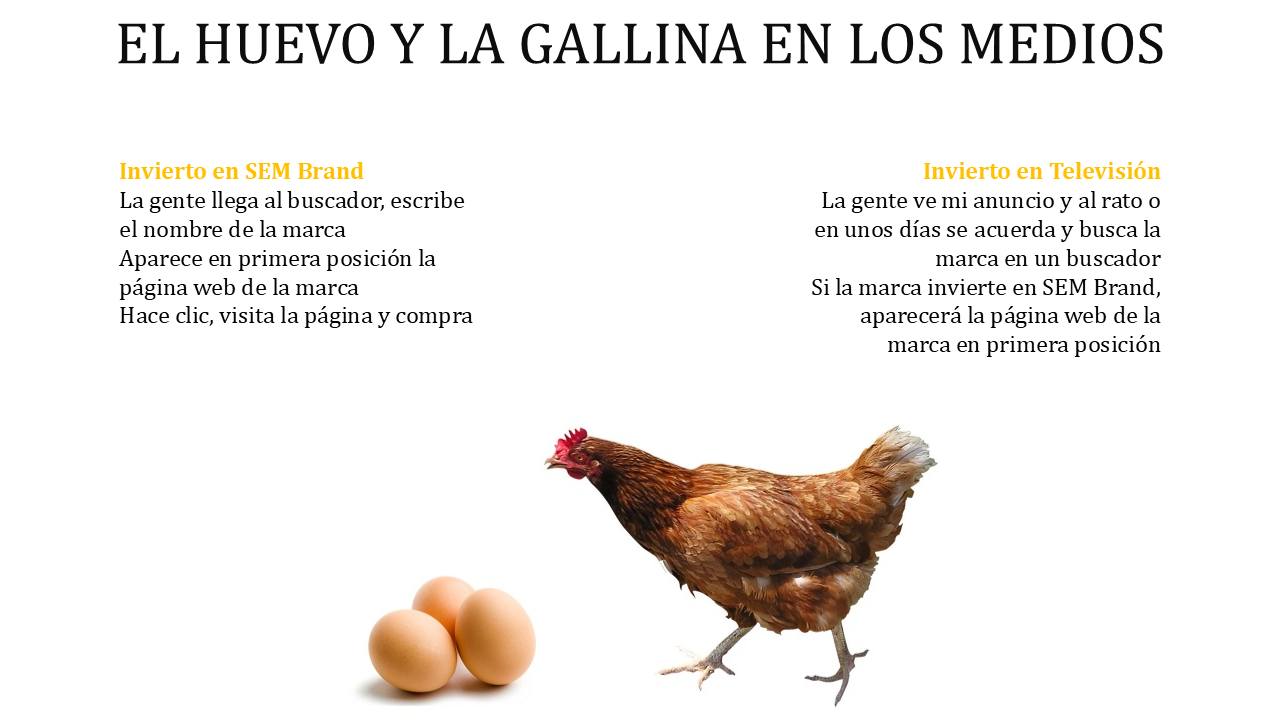 EL HUEVO Y LA GALLINA EN LOS MEDIOS
Invierto en SEM Brand
La gente llega al buscador, escribe
el nombre de la marca
Aparece en primera posición la
página web de la marca
Hace clic, visita la página y compra
Invierto en Televisión
La gente ve mi anuncio y al rato o
en unos días se acuerda y busca la
marca en un buscador
Si la marca invierte en SEM Brand,
aparecerá la página web de la
marca en primera posición